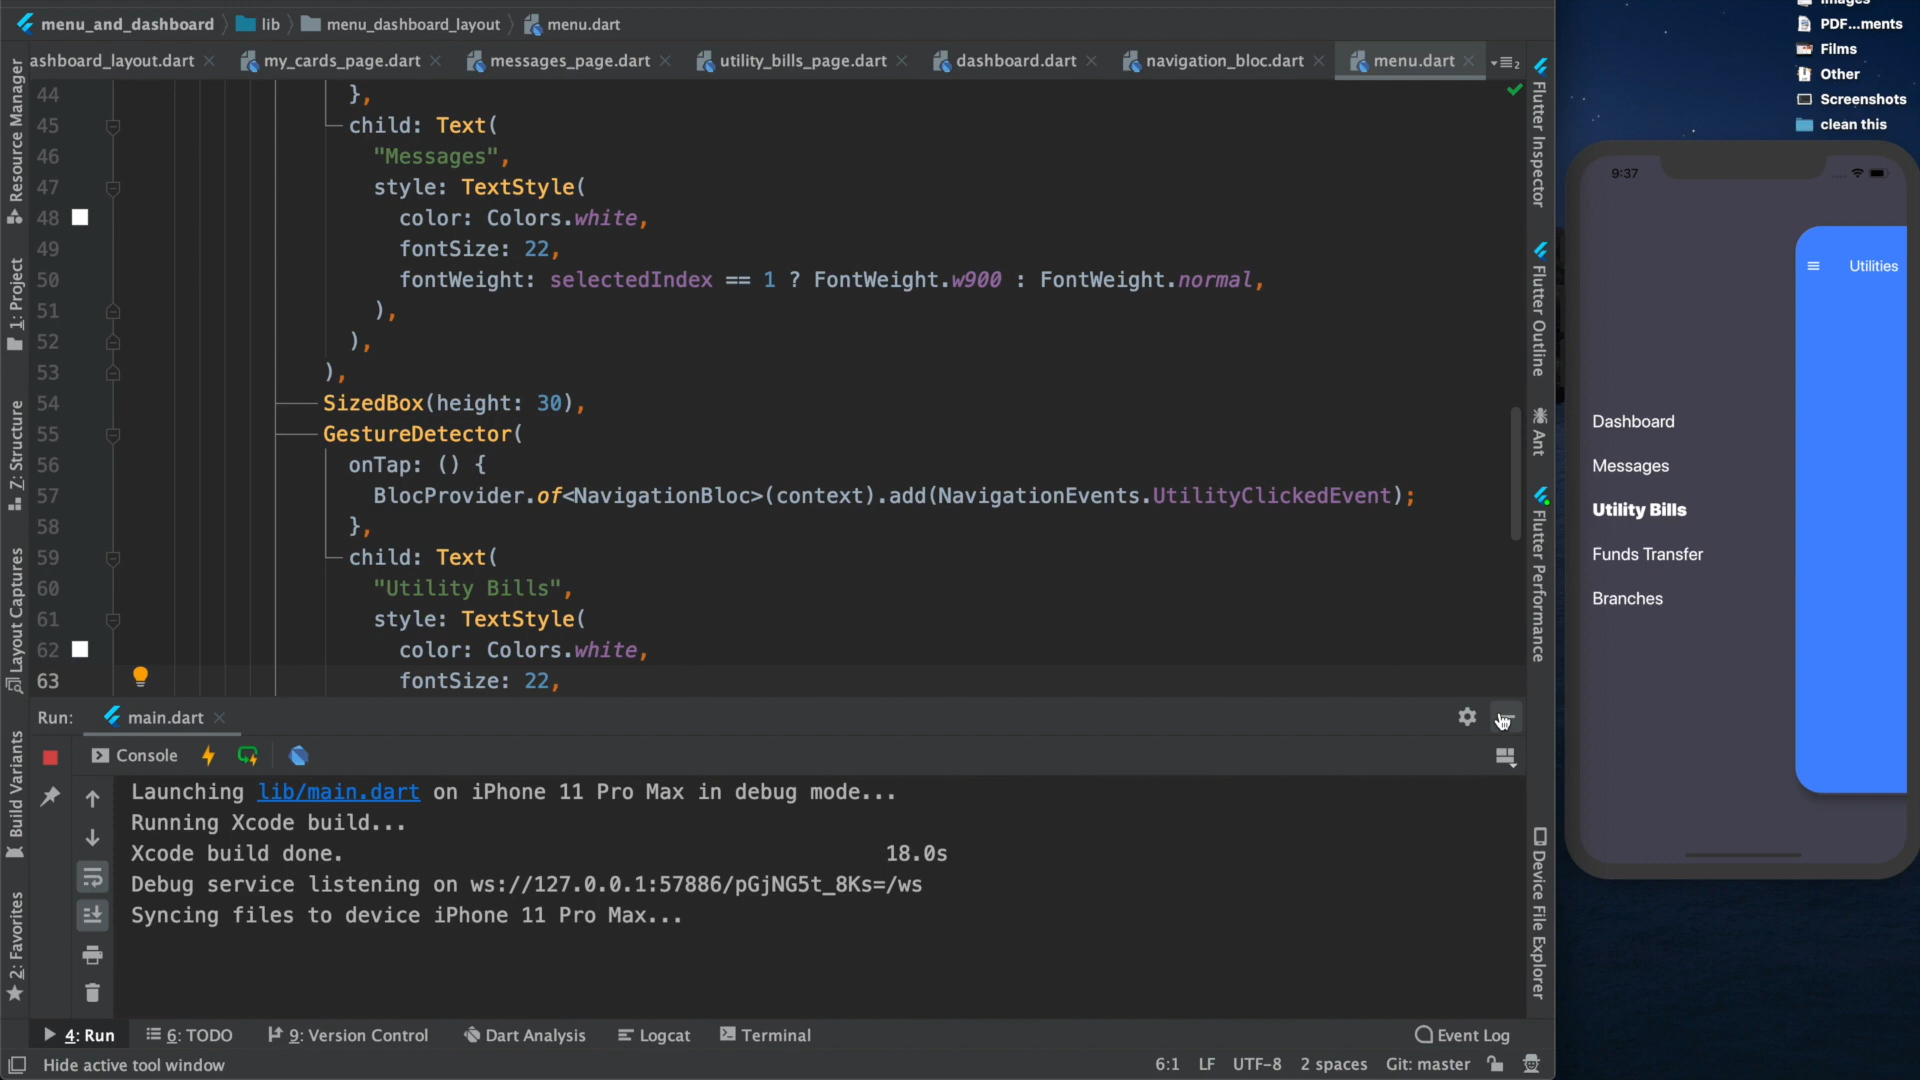 menu_and_dashboard
lib
menu_dashboard_layout
menu.dart
ashboard_layout.dart
my_cards_page.dart
messages_page.dart
utility_bills_page.dart
dashboard.dart
navigation_bloc.dart
menu.dart
2
44 },
45 child: Text(
46 "Messages",
47 style: TextStyle(
48 color: Colors.white,
49 fontSize: 22,
50 fontWeight: selectedIndex == 1 ? FontWeight.w900 : FontWeight.normal,
51 ),
52 ),
53 ),
54 SizedBox(height: 30),
55 GestureDetector(
56 onTap: () {
57 BlocProvider.of<NavigationBloc>(context).add(NavigationEvents.UtilityClickedEvent);
58 },
59 child: Text(
60 "Utility Bills",
61 style: TextStyle(
62 color: Colors.white,
63 fontSize: 22,
Resource Manager
1: Project
7: Structure
Layout Captures
Build Variants
2: Favorites
Flutter Inspector
Flutter Outline
Ant
Flutter Performance
Device File Explorer
Run:
main.dart
Console
Launching lib/main.dart on iPhone 11 Pro Max in debug mode...
Running Xcode build...
Xcode build done. 18.0s
Debug service listening on ws://127.0.0.1:57886/pGjNG5t_8Ks=/ws
Syncing files to device iPhone 11 Pro Max...
4: Run
6: TODO
9: Version Control
Dart Analysis
Logcat
Terminal
Event Log
Hide active tool window
6:1
LF
UTF-8
2 spaces
Git: master
Images
PDF...ments
Films
Other
Screenshots
clean this
9:37
Utilities
Dashboard
Messages
Utility Bills
Funds Transfer
Branches